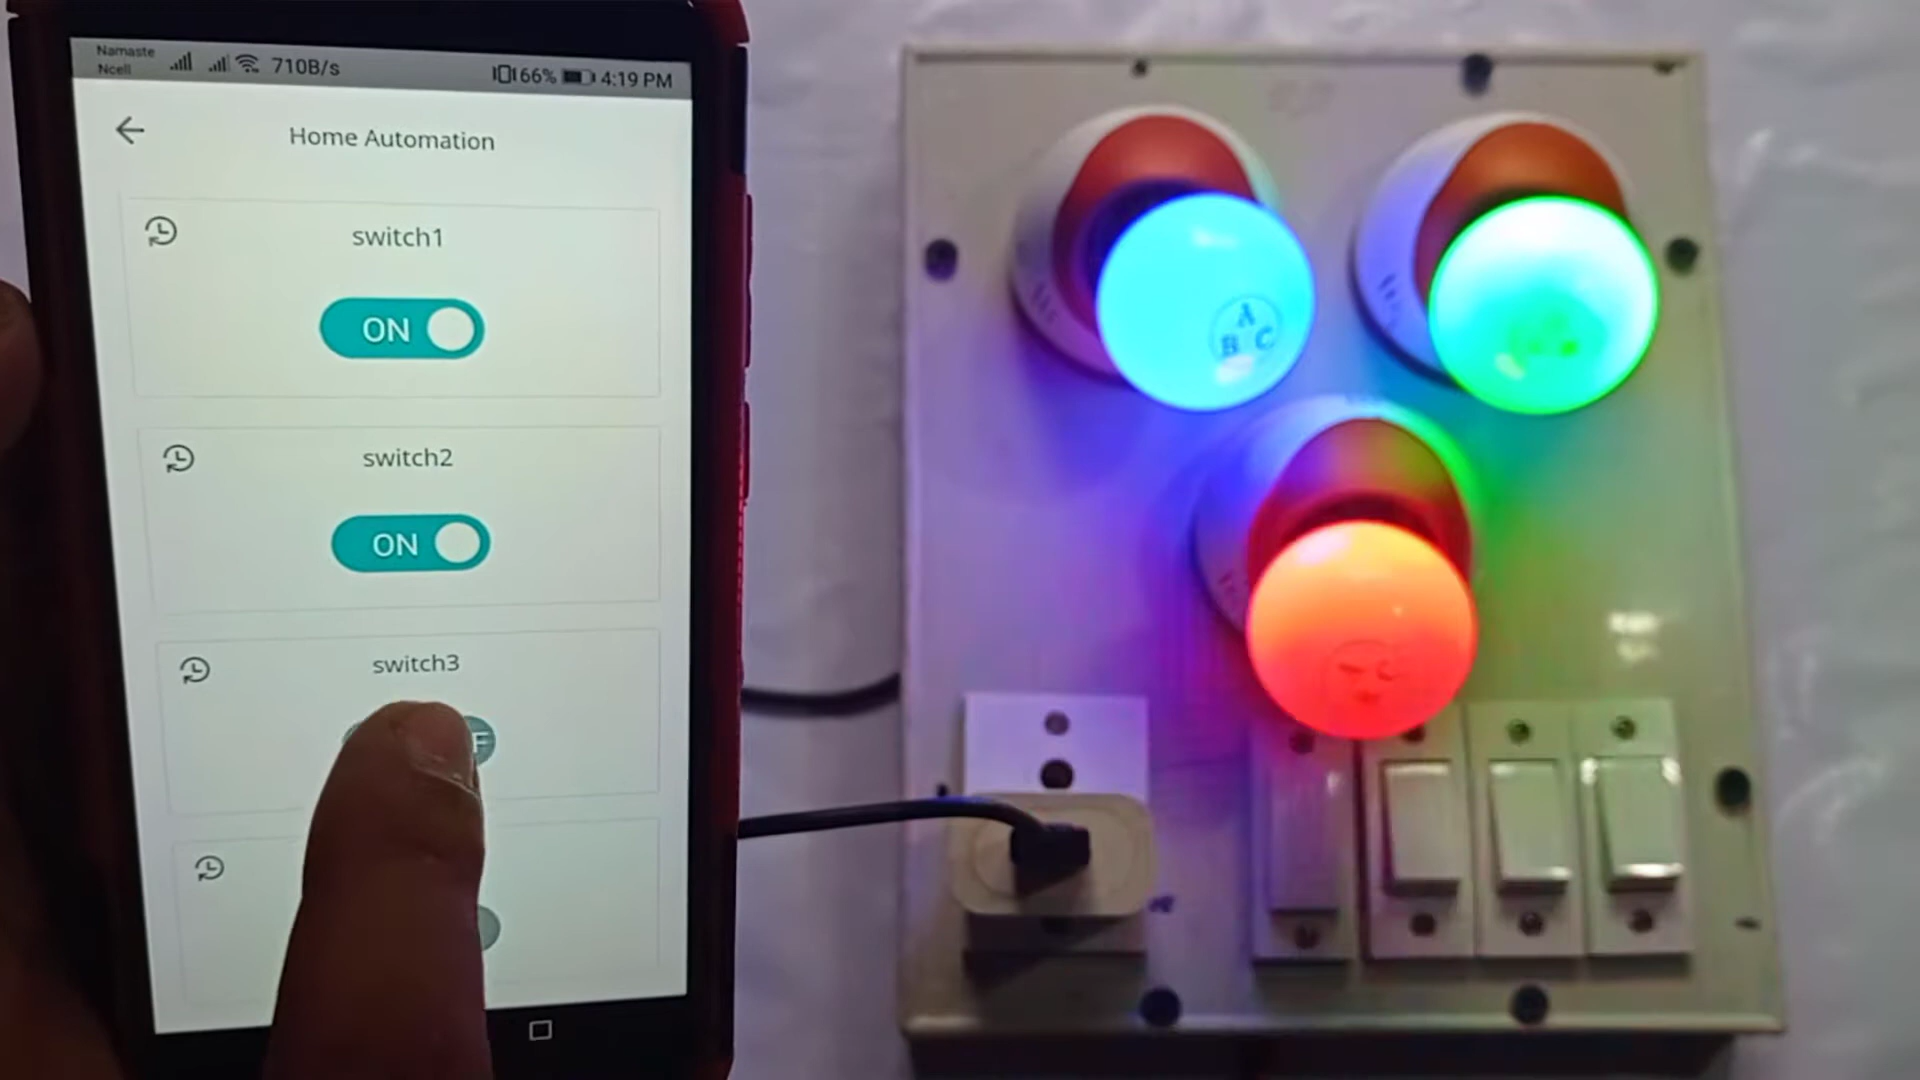 Namaste
Ncell
710B/s
66%
4:19 PM
Home Automation
switch1
ON
switch2
ON
switch3
F
A
B C